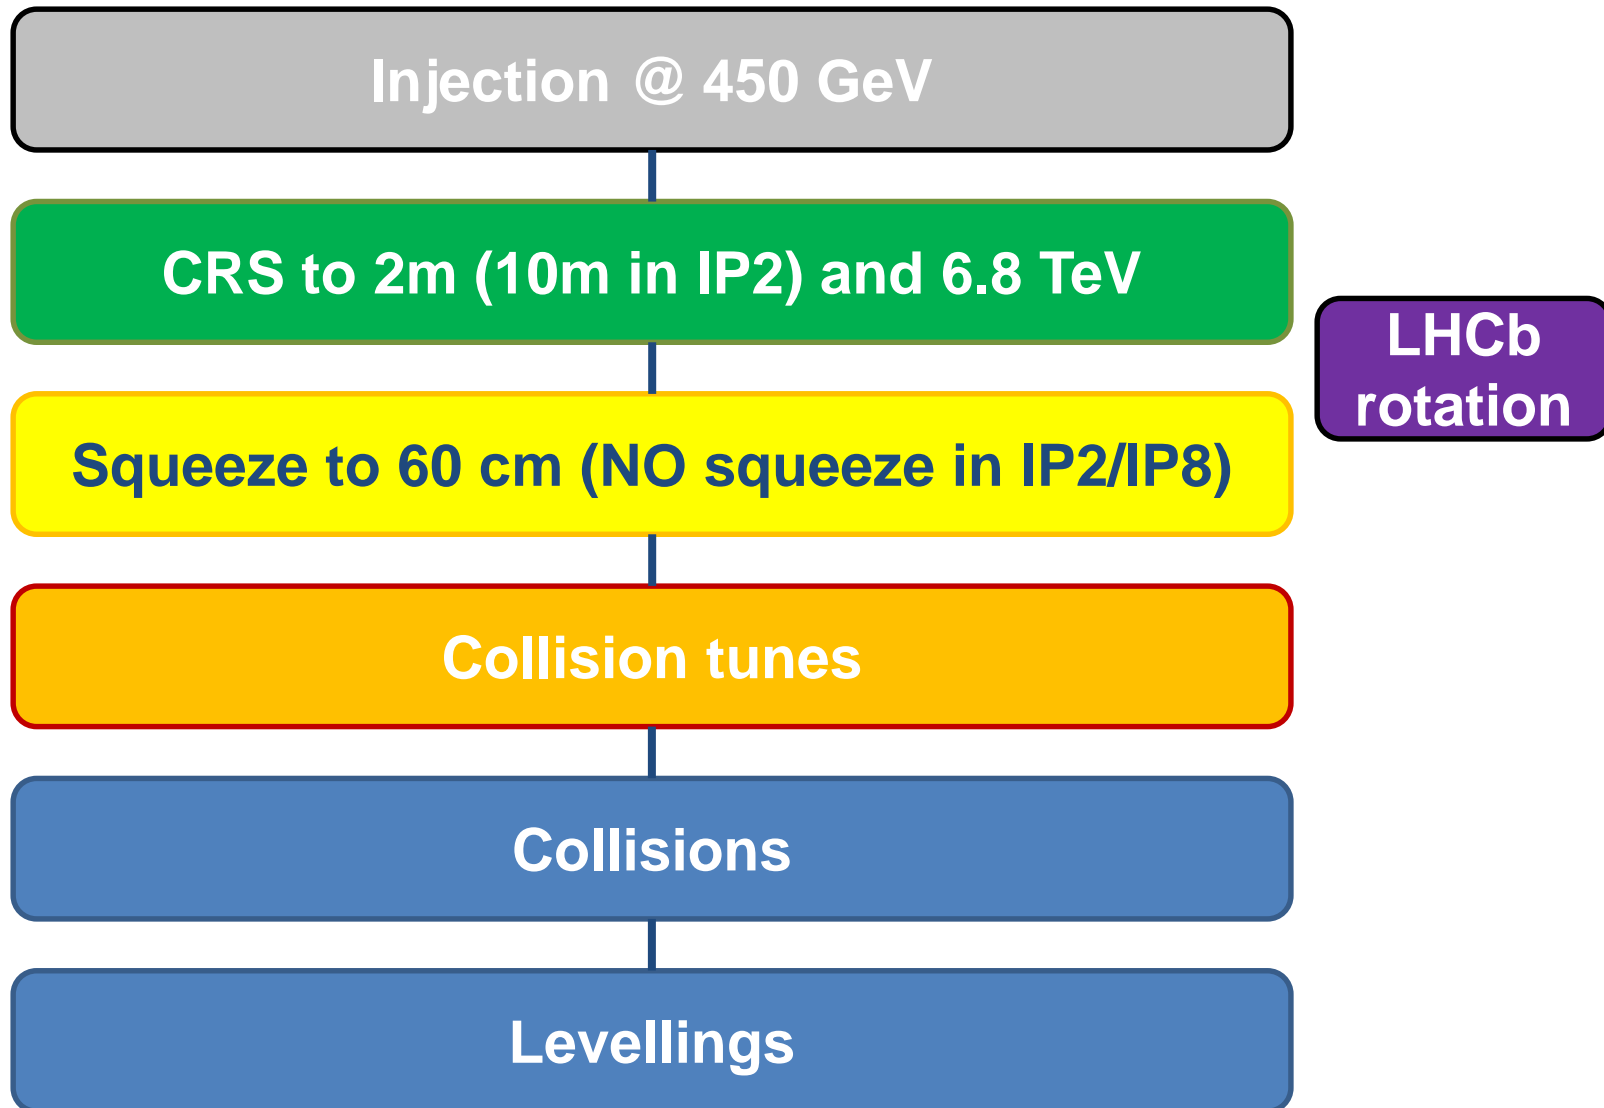 Injection @ 450 GeV
CRS to 2m (10m in IP2) and 6.8 TeV
LHCb
rotation
Squeeze to 60 cm (NO squeeze in IP2/IP8)
Collision tunes
Collisions
Levellings